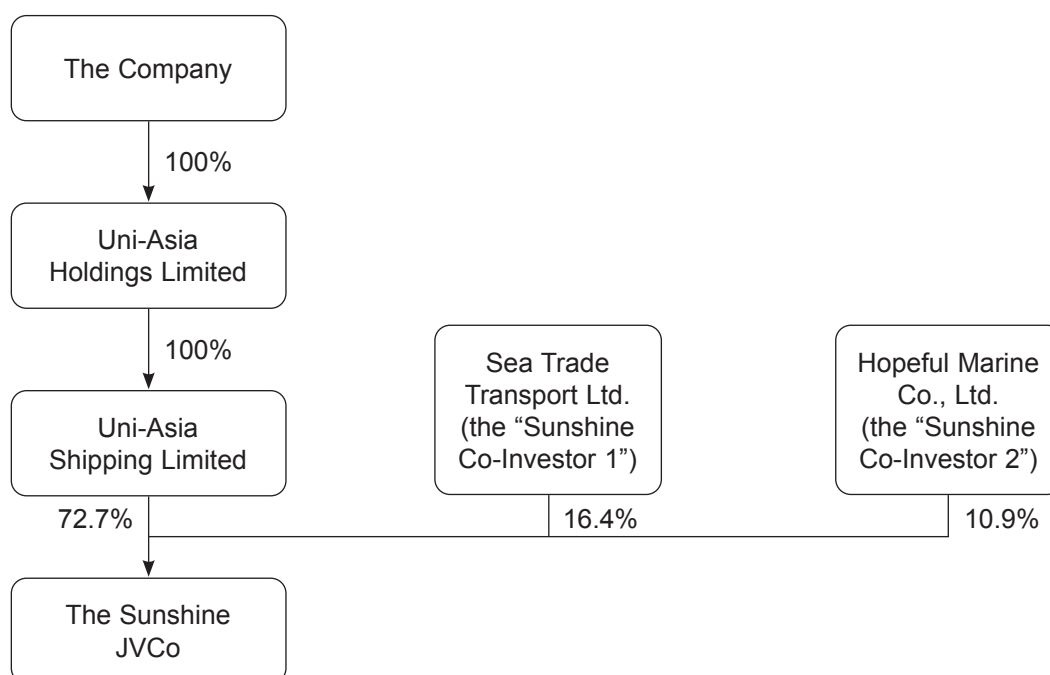 The Company
100%
Uni-Asia
Holdings Limited
100%
Uni-Asia
Shipping Limited
Sea Trade
Transport Ltd.
(the “Sunshine
Co-Investor 1”)
Hopeful Marine
Co., Ltd.
(the “Sunshine
Co-Investor 2”)
72.7%
16.4%
10.9%
The Sunshine
JVCo